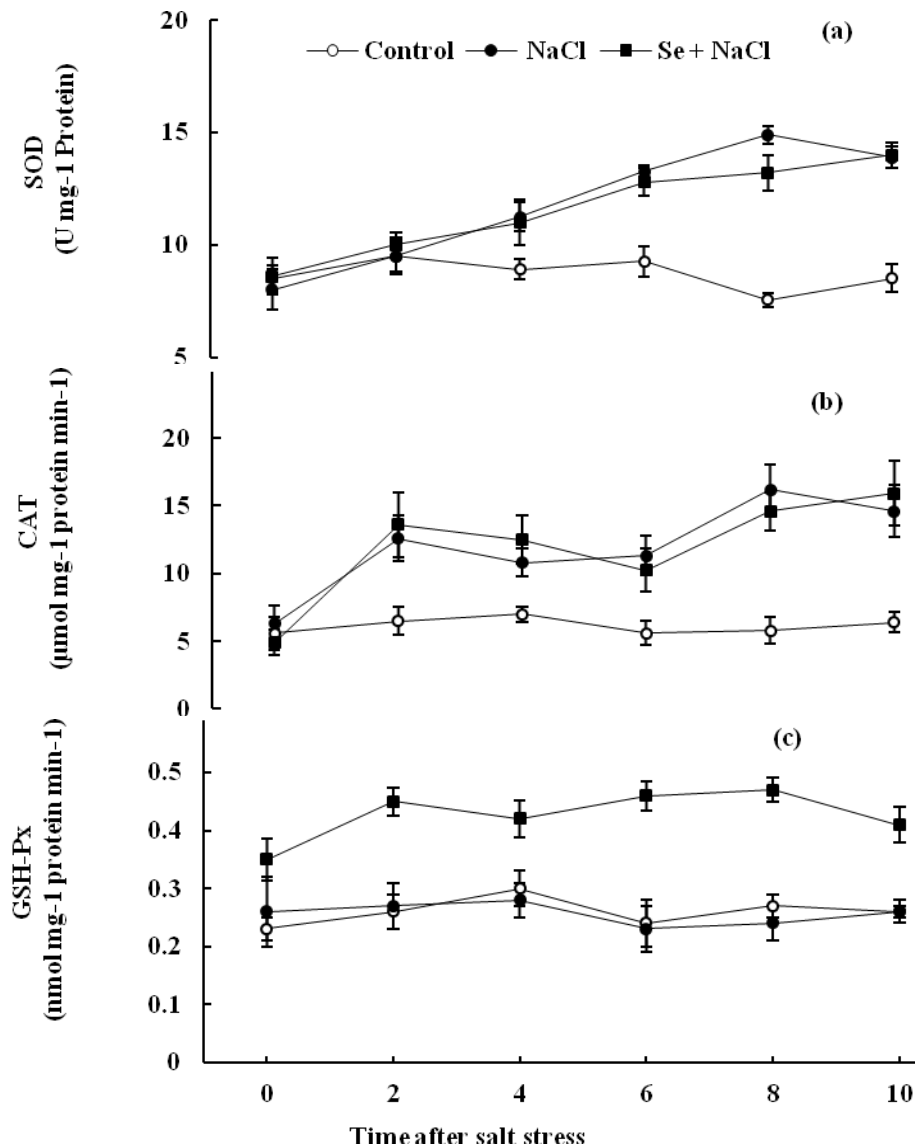 20
(a)
Control NaCl Se + NaCl
15
SOD
(U mg-1 Protein)
10
5
(b)
20
15
CAT
(µmol mg-1 protein min-1)
10
5
0
(c)
0.5
0.4
GSH-Px
(nmol mg-1 protein min-1)
0.3
0.2
0.1
0
0 2 4 6 8 10
Time after salt stress